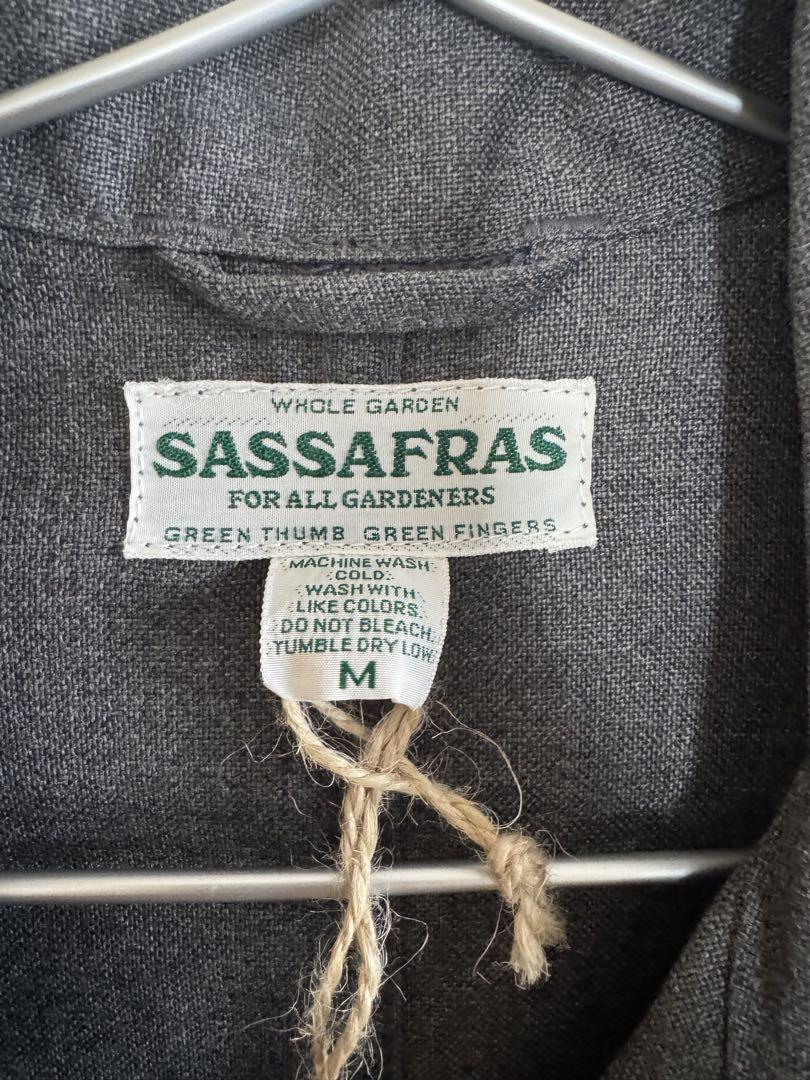 WHOLE GARDEN
SASSAFRAS
FOR ALL GARDENERS
GREEN THUMB GREEN FINGERS
MACHINE WASH
COLD
WASH WITH
LIKE COLORS
DO NOT BLEACH
TUMBLE DRY LOW
M